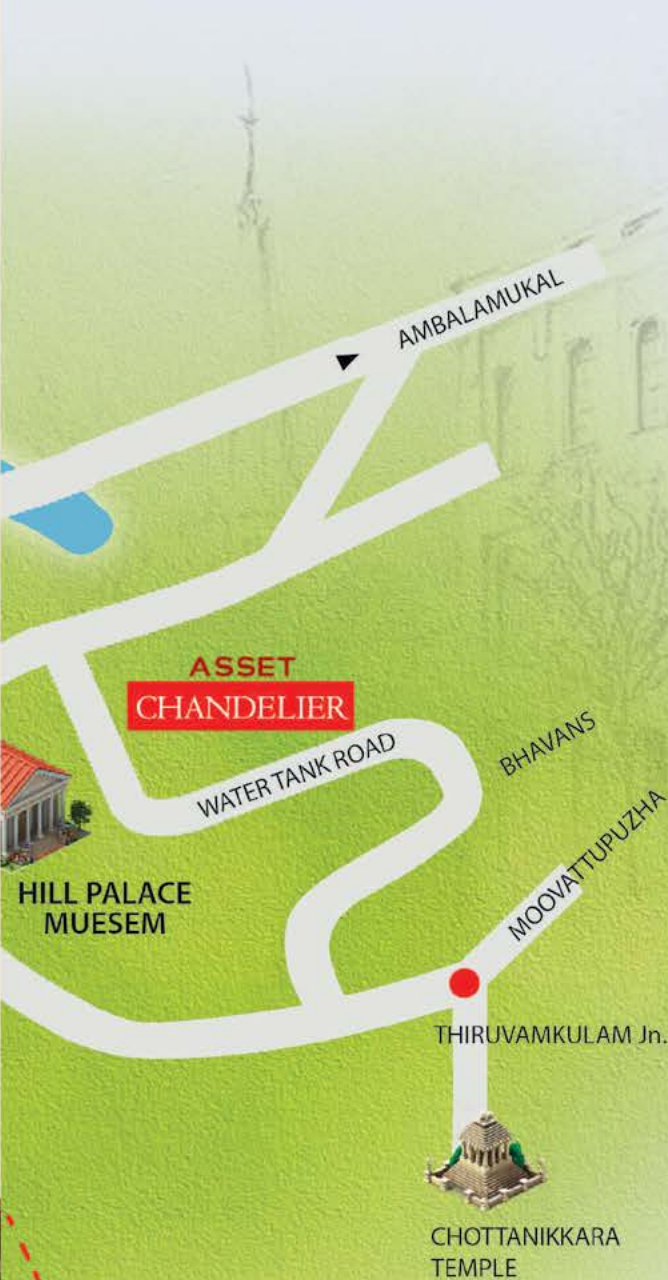 AMBALAMUKAL
ASSET
CHANDELIER
WATER TANK ROAD
BHAVANS
MOOVATTUPUZHA
HILL PALACE
MUESEM
THIRUVAMKULAM Jn.
CHOTTANIKKARA
TEMPLE